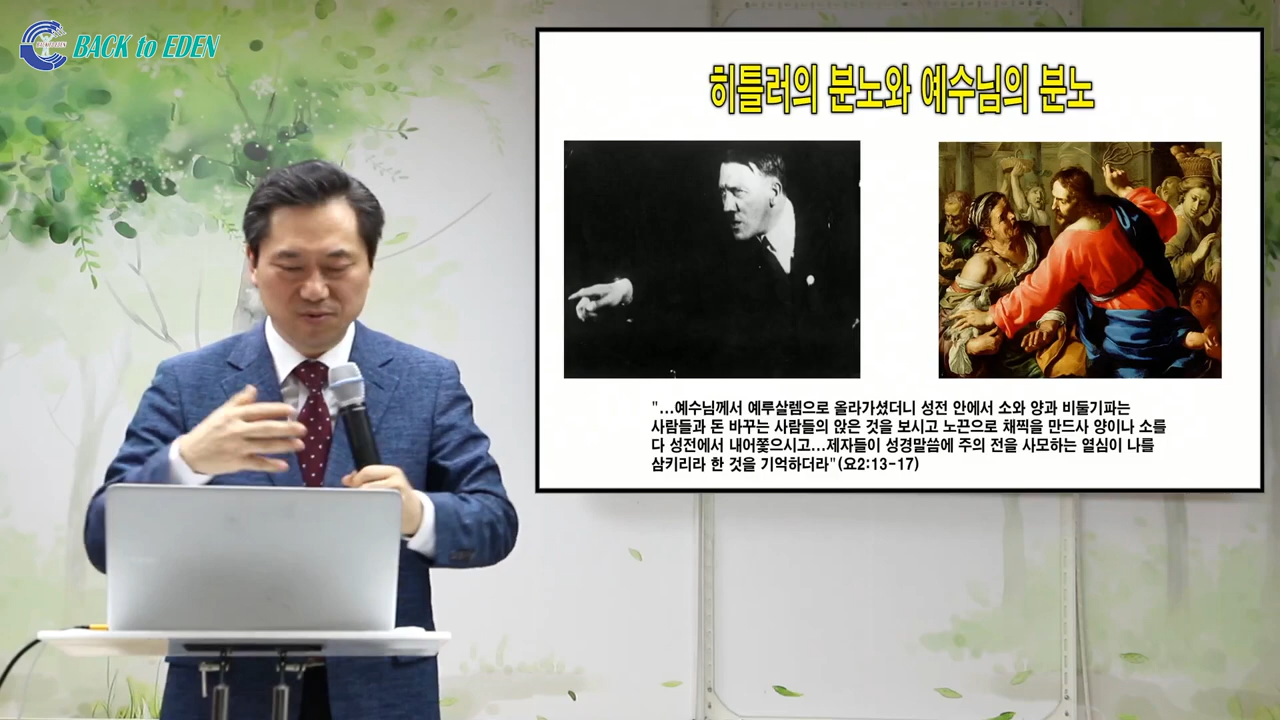 BACK to EDEN
히틀러의 분노와 예수님의 분노
"...예수님께서 예루살렘으로 올라가셨더니 성전 안에서 소와 양과 비둘기파는
사람들과 돈 바꾸는 사람들의 앉은 것을 보시고 노끈으로 채찍을 만드사 양이나 소를
다 성전에서 내어쫓으시고...제자들이 성경말씀에 주의 전을 사모하는 열심이 나를
삼키리라 한 것을 기억하더라"(요2:13-17)